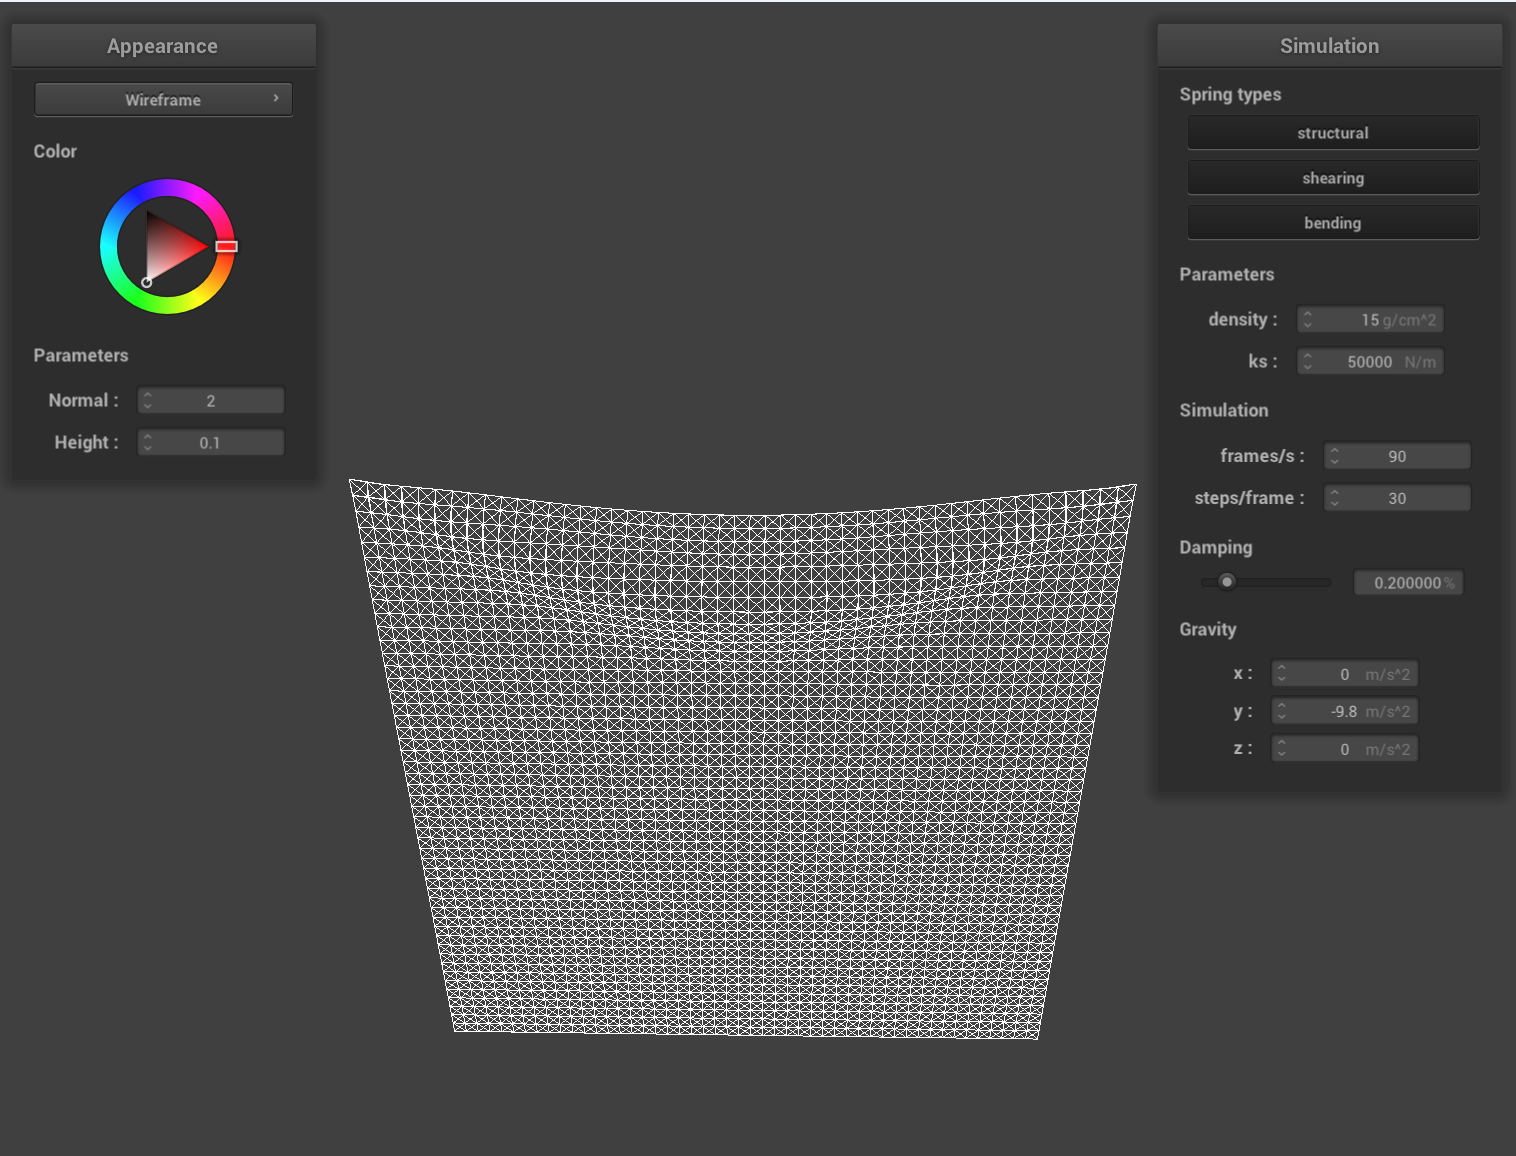 Appearance
Wireframe
Color
Parameters
Normal : 2
Height : 0.1
Simulation
Spring types
structural
shearing
bending
Parameters
density : 15 g/cm^2
ks : 50000 N/m
Simulation
frames/s : 90
steps/frame : 30
Damping
0.200000 %
Gravity
x : 0 m/s^2
y : -9.8 m/s^2
z : 0 m/s^2